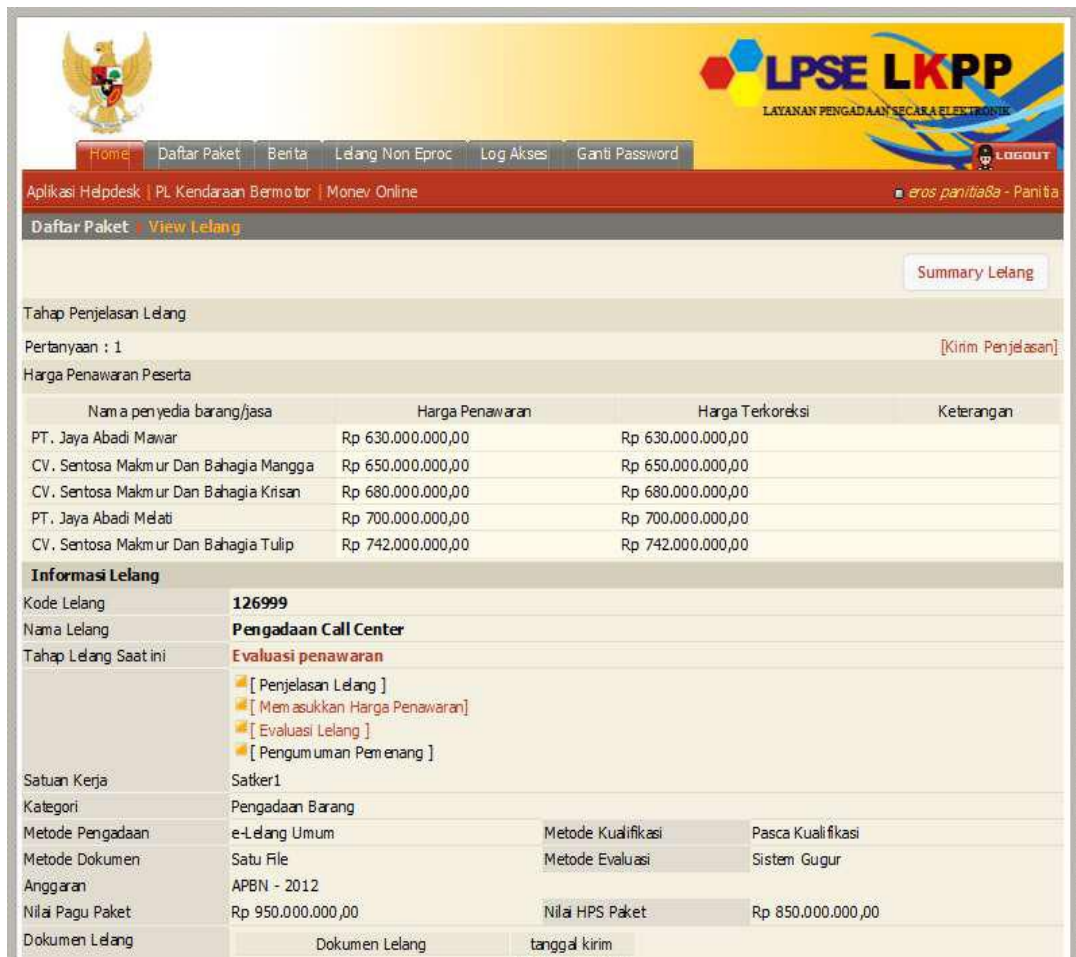 LPSE LKPP
LAYANAN PENGADAAN SECARA ELEKTRONIK
Home Daftar Paket Berita Lelang Non Eproc Log Akses Ganti Password LOGOUT
Aplikasi Helpdesk | PL Kendaraan Bermotor | Monev Online eros panitia8a - Panitia
Daftar Paket View Lelang
Summary Lelang
Tahap Penjelasan Lelang
Pertanyaan : 1 [Kirim Penjelasan]
Harga Penawaran Peserta
Nama penyedia barang/jasa Harga Penawaran Harga Terkoreksi Keterangan
PT. Jaya Abadi Mawar Rp 630.000.000,00 Rp 630.000.000,00
CV. Sentosa Makmur Dan Bahagia Mangga Rp 650.000.000,00 Rp 650.000.000,00
CV. Sentosa Makmur Dan Bahagia Krisan Rp 680.000.000,00 Rp 680.000.000,00
PT. Jaya Abadi Melati Rp 700.000.000,00 Rp 700.000.000,00
CV. Sentosa Makmur Dan Bahagia Tulip Rp 742.000.000,00 Rp 742.000.000,00
Informasi Lelang
Kode Lelang 126999
Nama Lelang Pengadaan Call Center
Tahap Lelang Saat ini Evaluasi penawaran
[ Penjelasan Lelang ]
[ Memasukkan Harga Penawaran]
[ Evaluasi Lelang ]
[ Pengumuman Pemenang ]
Satuan Kerja Satker1
Kategori Pengadaan Barang
Metode Pengadaan e-Lelang Umum Metode Kualifikasi Pasca Kualifikasi
Metode Dokumen Satu File Metode Evaluasi Sistem Gugur
Anggaran APBN - 2012
Nilai Pagu Paket Rp 950.000.000,00 Nilai HPS Paket Rp 850.000.000,00
Dokumen Lelang Dokumen Lelang tanggal kirim